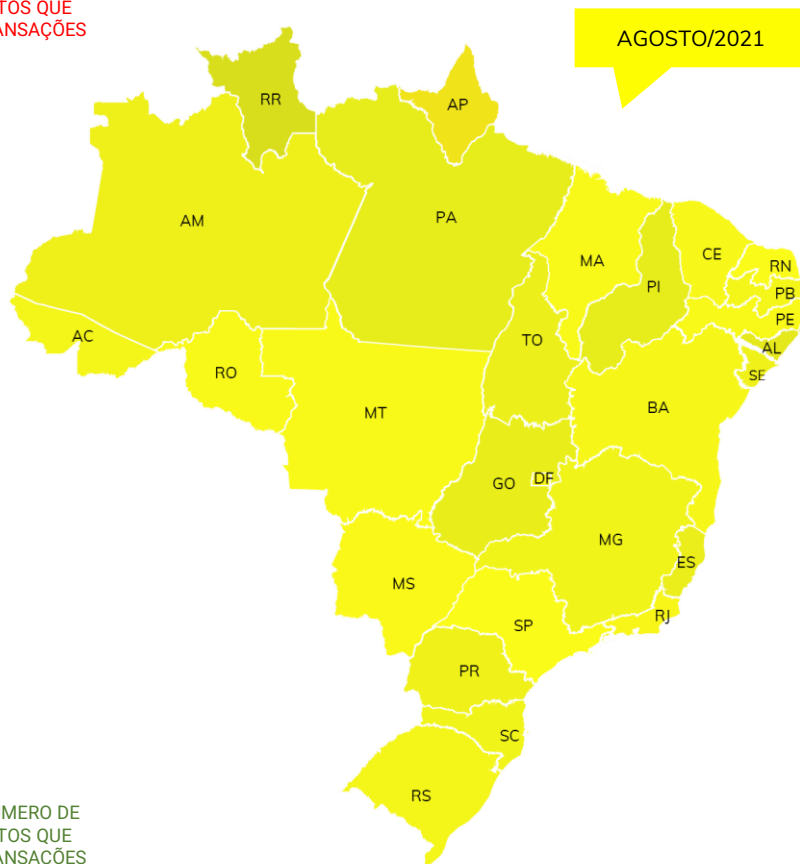 TOS QUE
ANSAÇÕES
AGOSTO/2021
RR
AP
AM
PA
MA
CE
RN
PI
PB
PE
AC
TO
AL
RO
SE
MT
BA
GO
DF
MG
ES
MS
RJ
SP
PR
SC
RS
MERO DE
TOS QUE
ANSAÇÕES